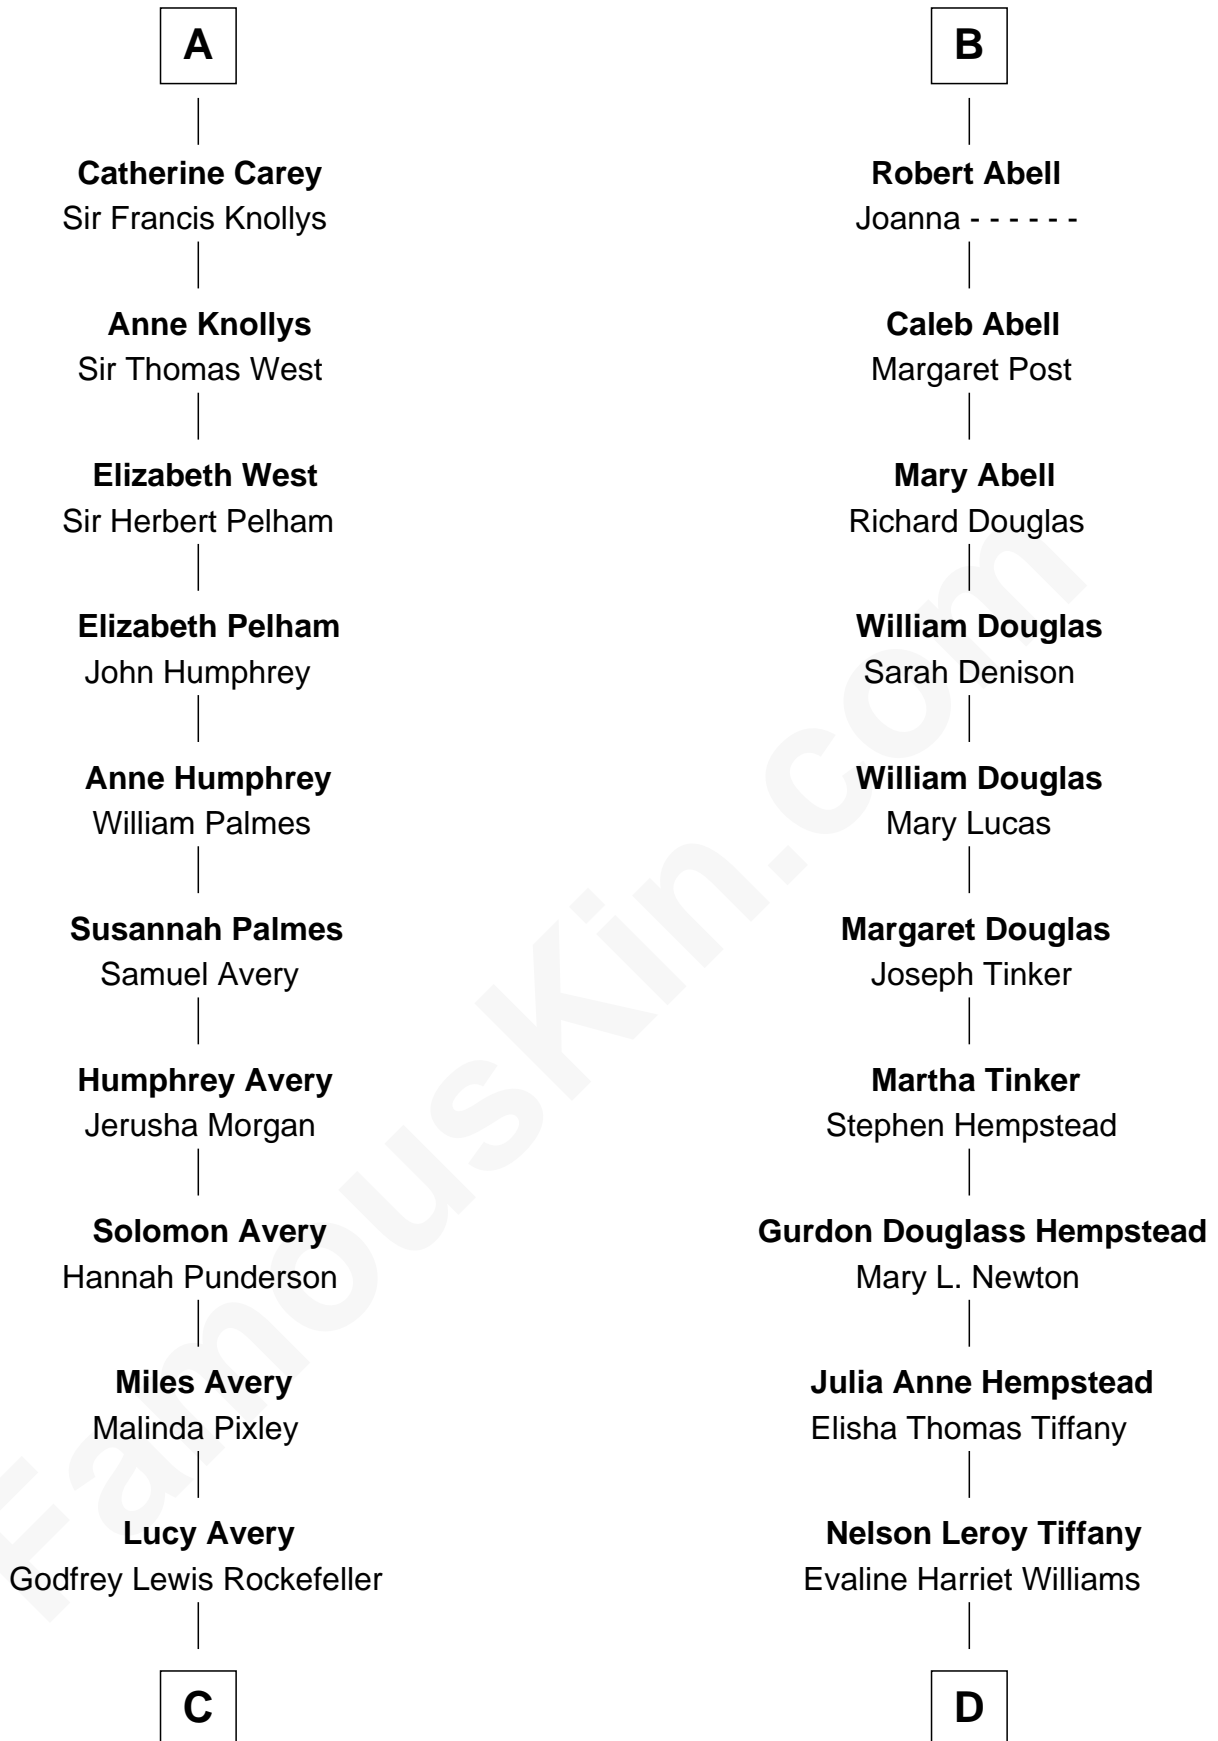 A
Catherine Carey
Sir Francis Knollys
Anne Knollys
Sir Thomas West
Elizabeth West
Sir Herbert Pelham
Elizabeth Pelham
John Humphrey
Anne Humphrey
William Palmes
Susannah Palmes
Samuel Avery
Humphrey Avery
Jerusha Morgan
Solomon Avery
Hannah Punderson
Miles Avery
Malinda Pixley
Lucy Avery
Godfrey Lewis Rockefeller
C
B
Robert Abell
Joanna - - - - - -
Caleb Abell
Margaret Post
Mary Abell
Richard Douglas
William Douglas
Sarah Denison
William Douglas
Mary Lucas
Margaret Douglas
Joseph Tinker
Martha Tinker
Stephen Hempstead
Gurdon Douglass Hempstead
Mary L. Newton
Julia Anne Hempstead
Elisha Thomas Tiffany
Nelson Leroy Tiffany
Evaline Harriet Williams
D
FamousKin.com